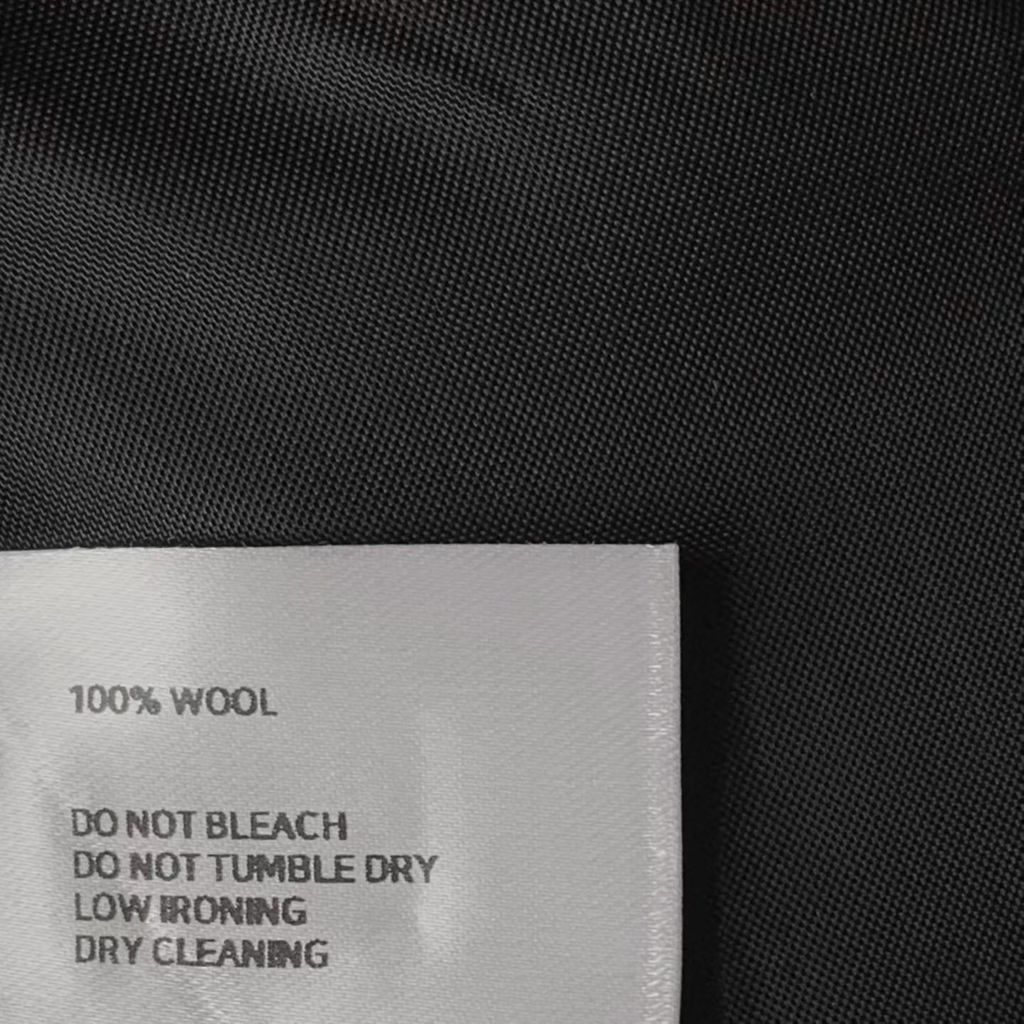 100% WOOL
DO NOT BLEACH
DO NOT TUMBLE DRY
LOW IRONING
DRY CLEANING